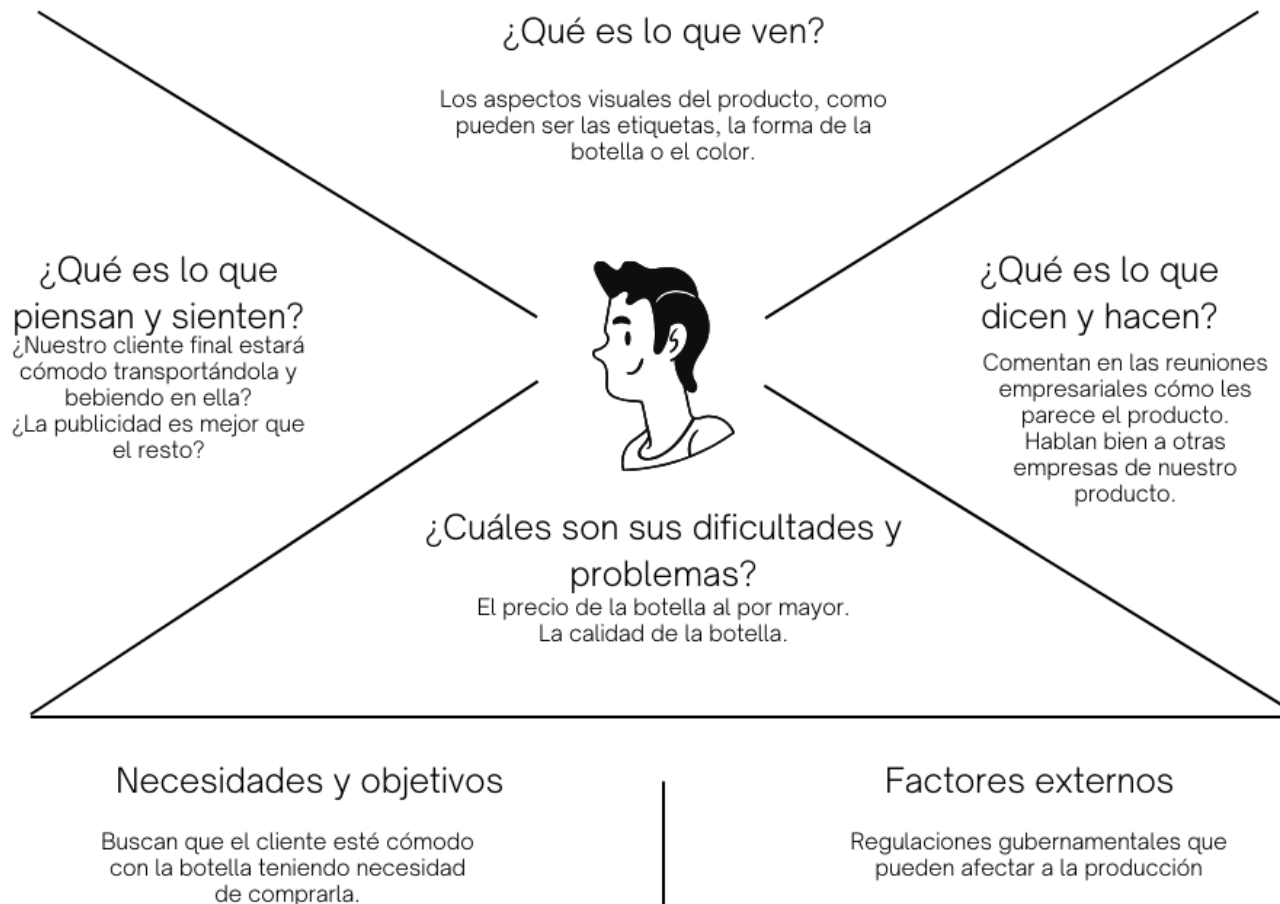 ¿Qué es lo que ven?
Los aspectos visuales del producto, como
pueden ser las etiquetas, la forma de la
botella o el color.
¿Qué es lo que
piensan y sienten?
¿Nuestro cliente final estará
cómodo transportándola y
bebiendo en ella?
¿La publicidad es mejor que
el resto?
¿Qué es lo que
dicen y hacen?
Comentan en las reuniones
empresariales cómo les
parece el producto.
Hablan bien a otras
empresas de nuestro
producto.
¿Cuáles son sus dificultades y
problemas?
El precio de la botella al por mayor.
La calidad de la botella.
Necesidades y objetivos
Buscan que el cliente esté cómodo
con la botella teniendo necesidad
de comprarla.
Factores externos
Regulaciones gubernamentales que
pueden afectar a la producción